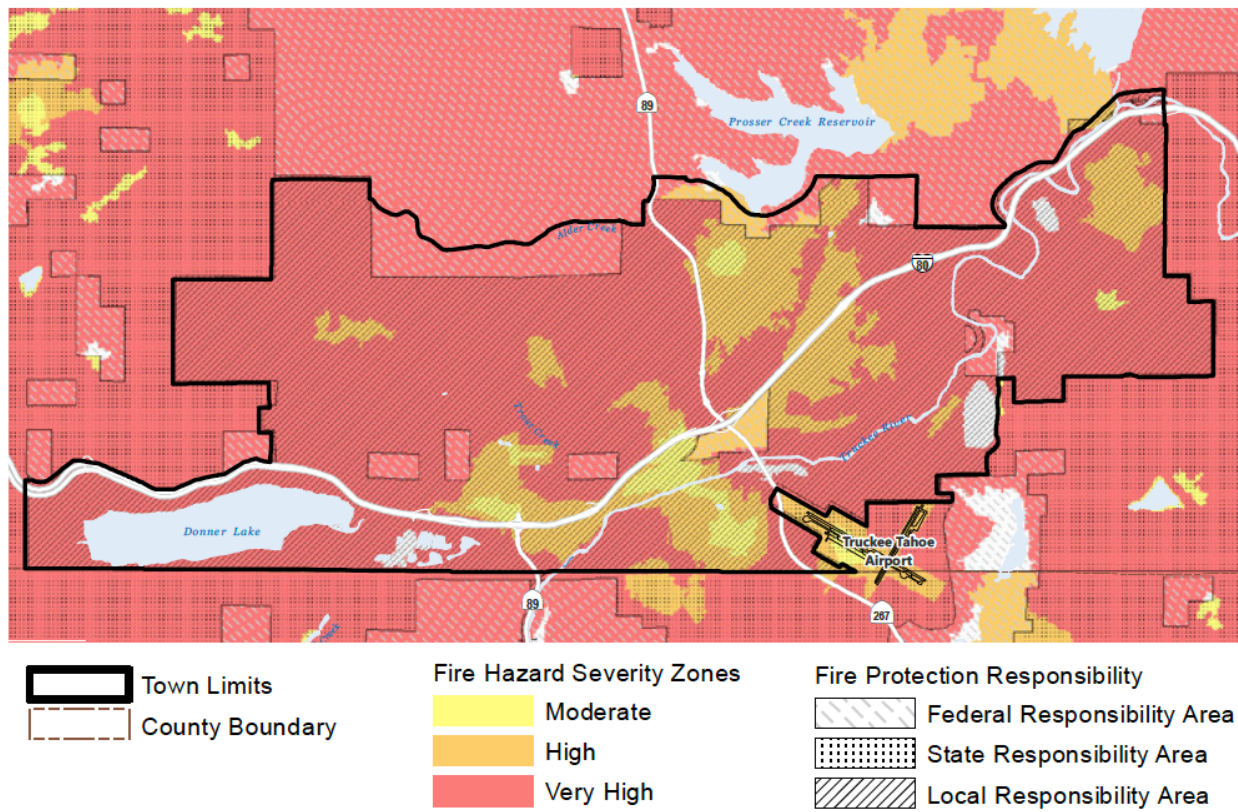 89
Prosser Creek Reservoir
Alder Creek
80
Trout Creek
Truckee River
Donner Lake
Truckee Tahoe
Airport
89
267
Creek
Town Limits
County Boundary
Fire Hazard Severity Zones
Moderate
High
Very High
Fire Protection Responsibility
Federal Responsibility Area
State Responsibility Area
Local Responsibility Area